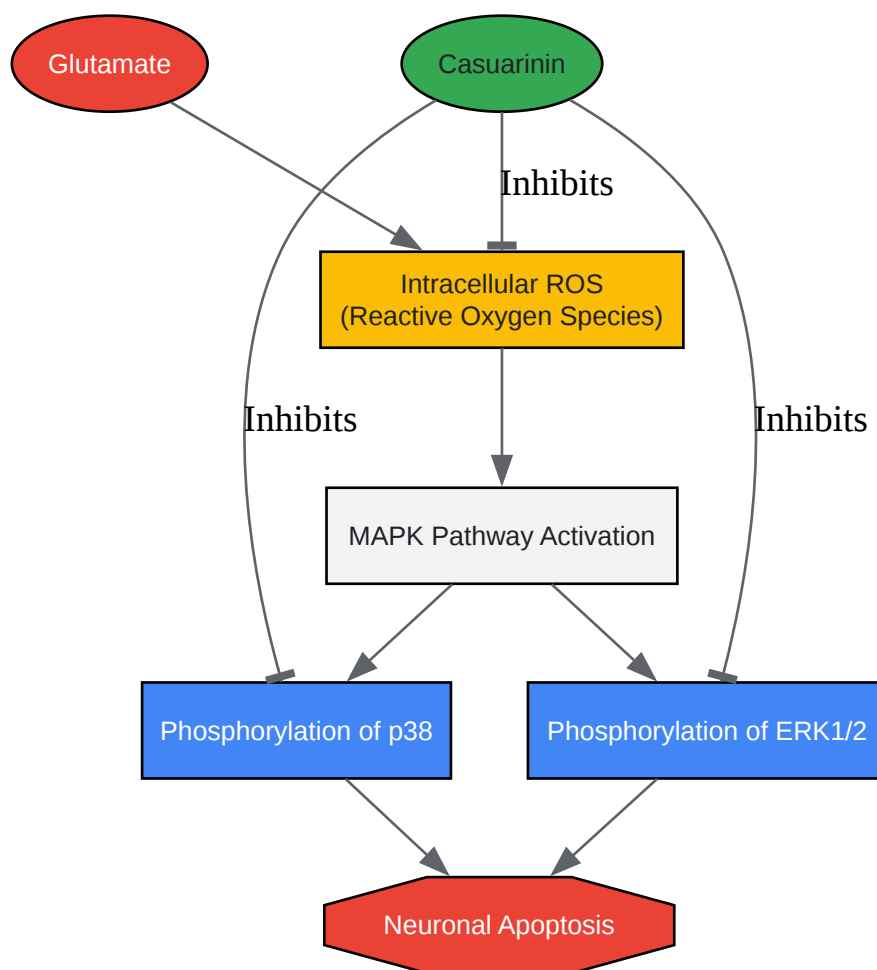 Glutamate
Casuarinin
Inhibits
Intracellular ROS
(Reactive Oxygen Species)
Inhibits
Inhibits
MAPK Pathway Activation
Phosphorylation of p38
Phosphorylation of ERK1/2
Neuronal Apoptosis